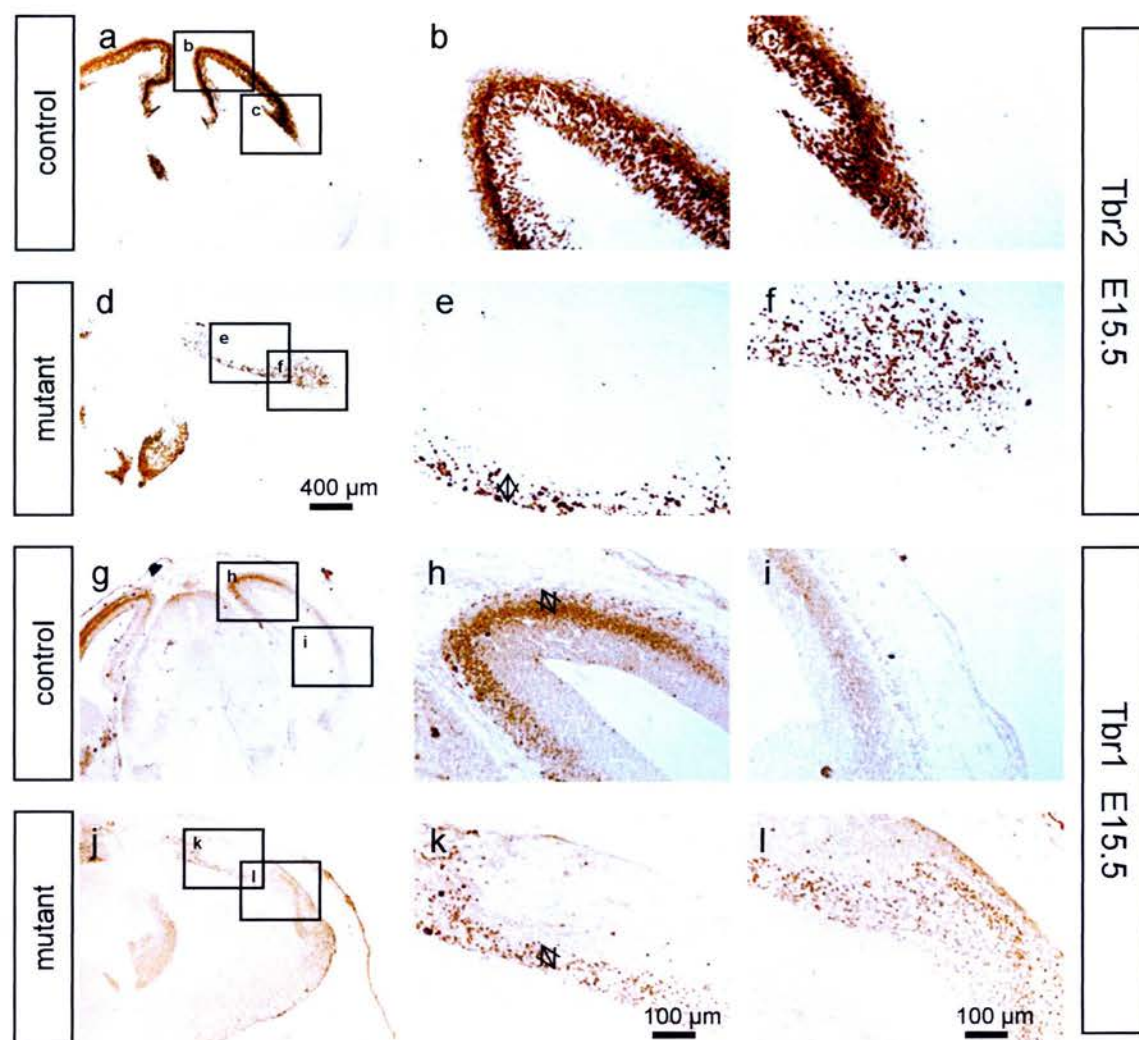 control
a
b
c
b
c
Tbr2 E15.5
mutant
d
e
f
400 µm
e
f
control
g
h
i
h
i
Tbr1 E15.5
mutant
j
k
l
k
100 µm
l
100 µm